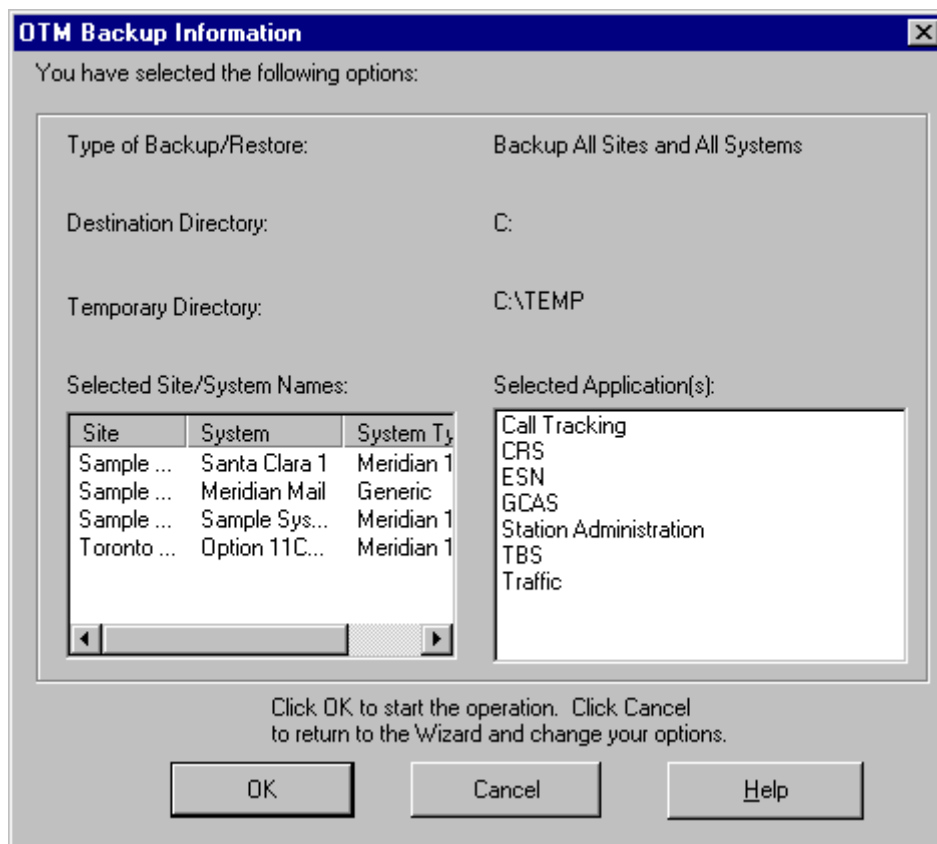 OTM Backup Information
You have selected the following options:
Type of Backup/Restore: Backup All Sites and All Systems
Destination Directory: C:
Temporary Directory: C:\TEMP
Selected Site/System Names:
Site System System Ty
Sample ... Santa Clara 1 Meridian 1
Sample ... Meridian Mail Generic
Sample ... Sample Sys... Meridian 1
Toronto ... Option 11C... Meridian 1
Selected Application(s):
Call Tracking
CRS
ESN
GCAS
Station Administration
TBS
Traffic
Click OK to start the operation. Click Cancel
to return to the Wizard and change your options.
OK Cancel Help